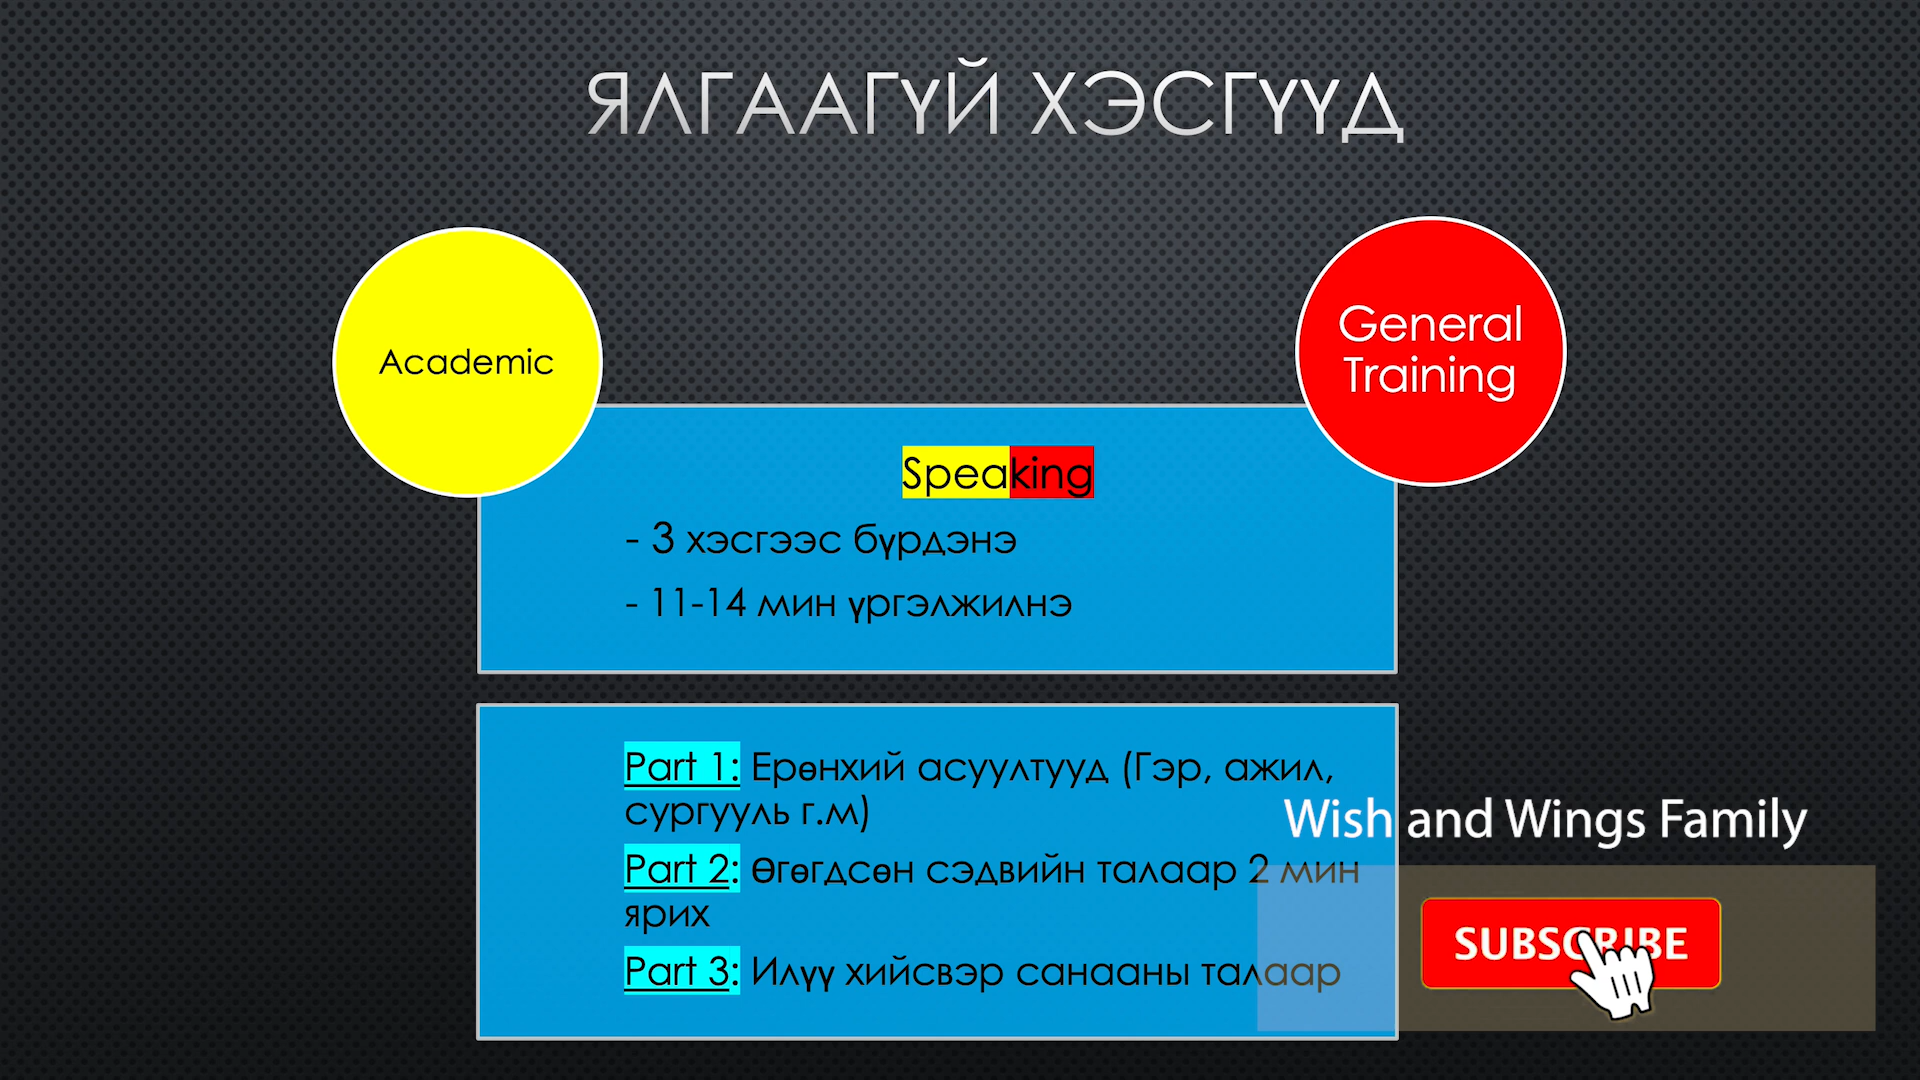 ЯЛГААГҮЙ ХЭСГҮҮД
Academic
General
Training
Speaking
- 3 хэсгээс бүрдэнэ
- 11-14 мин үргэлжилнэ
Part 1: Ерөнхий асуултууд (Гэр, ажил,
сургууль г.м)
Part 2: Өгөгдсөн сэдвийн талаар 2 мин
ярих
Part 3: Илүү хийсвэр санааны талаар
Wish and Wings Family
SUBSCRIBE